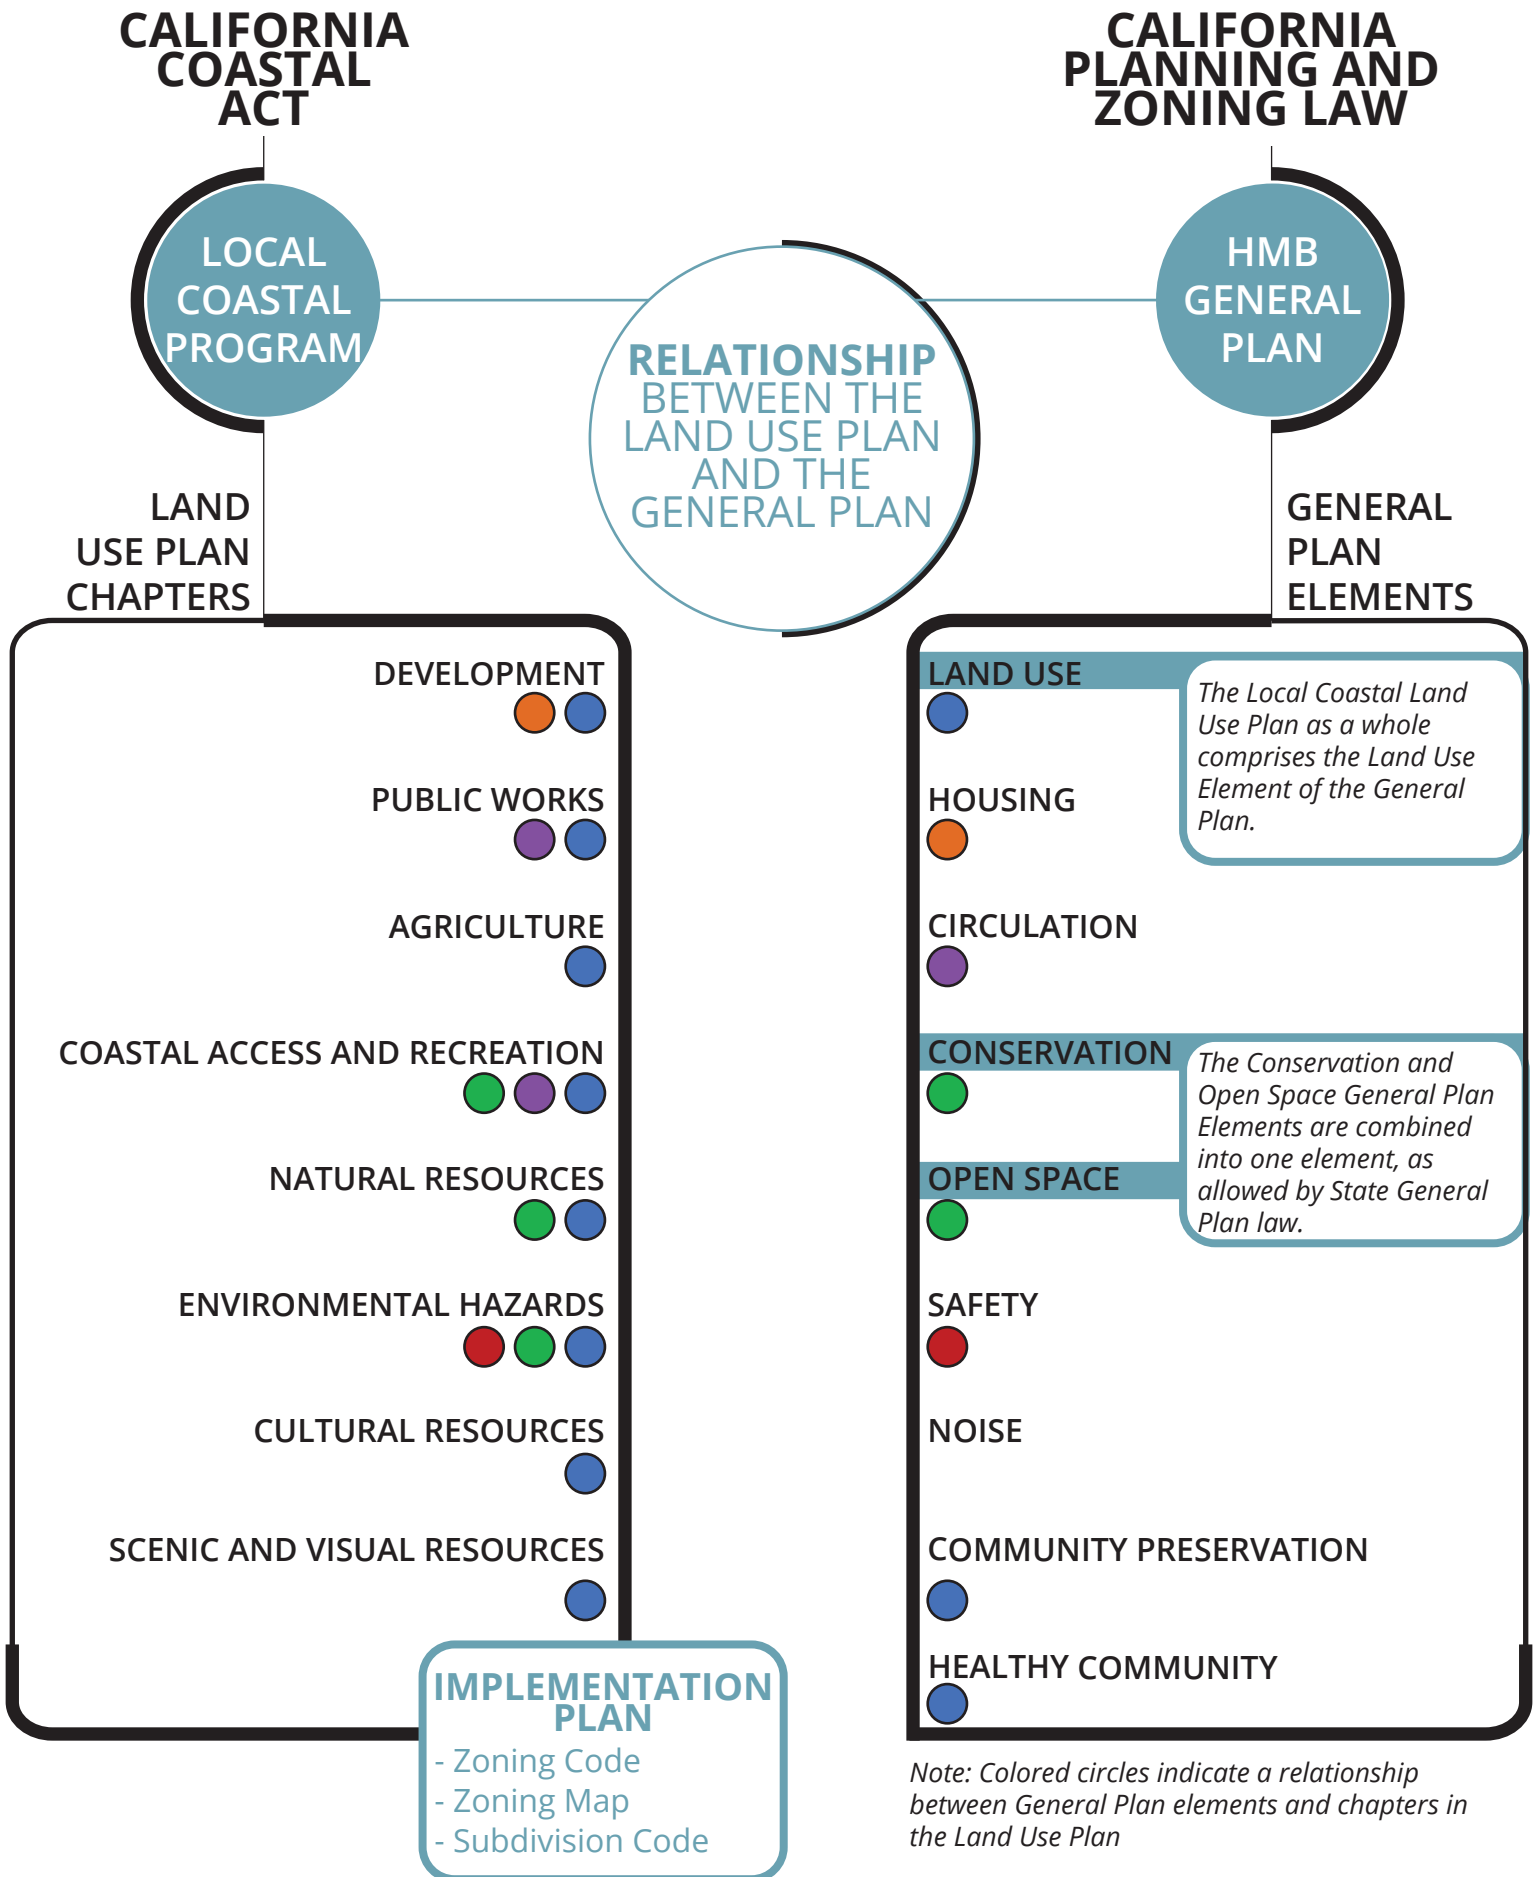 CALIFORNIA
COASTAL
ACT
CALIFORNIA
PLANNING AND
ZONING LAW
LOCAL
COASTAL
PROGRAM
HMB
GENERAL
PLAN
RELATIONSHIP
BETWEEN THE
LAND USE PLAN
AND THE
GENERAL PLAN
LAND
USE PLAN
CHAPTERS
DEVELOPMENT
PUBLIC WORKS
AGRICULTURE
COASTAL ACCESS AND RECREATION
NATURAL RESOURCES
ENVIRONMENTAL HAZARDS
CULTURAL RESOURCES
SCENIC AND VISUAL RESOURCES
IMPLEMENTATION
PLAN
- Zoning Code
- Zoning Map
- Subdivision Code
GENERAL
PLAN
ELEMENTS
LAND USE
The Local Coastal Land
Use Plan as a whole
comprises the Land Use
Element of the General
Plan.
HOUSING
CIRCULATION
CONSERVATION
The Conservation and
Open Space General Plan
Elements are combined
into one element, as
allowed by State General
Plan law.
OPEN SPACE
SAFETY
NOISE
COMMUNITY PRESERVATION
HEALTHY COMMUNITY
Note: Colored circles indicate a relationship
between General Plan elements and chapters in
the Land Use Plan